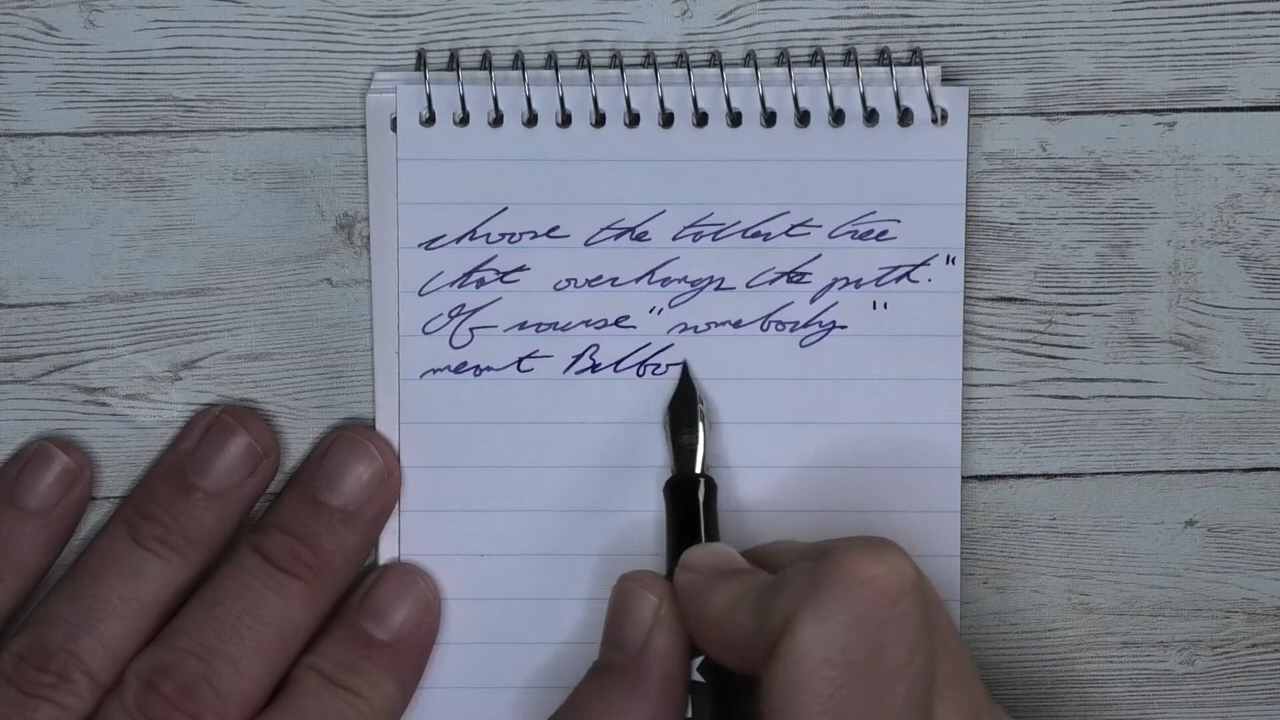 choose the tallest tree
that overhangs the path."
Of course "somebody"
meant Bilbo